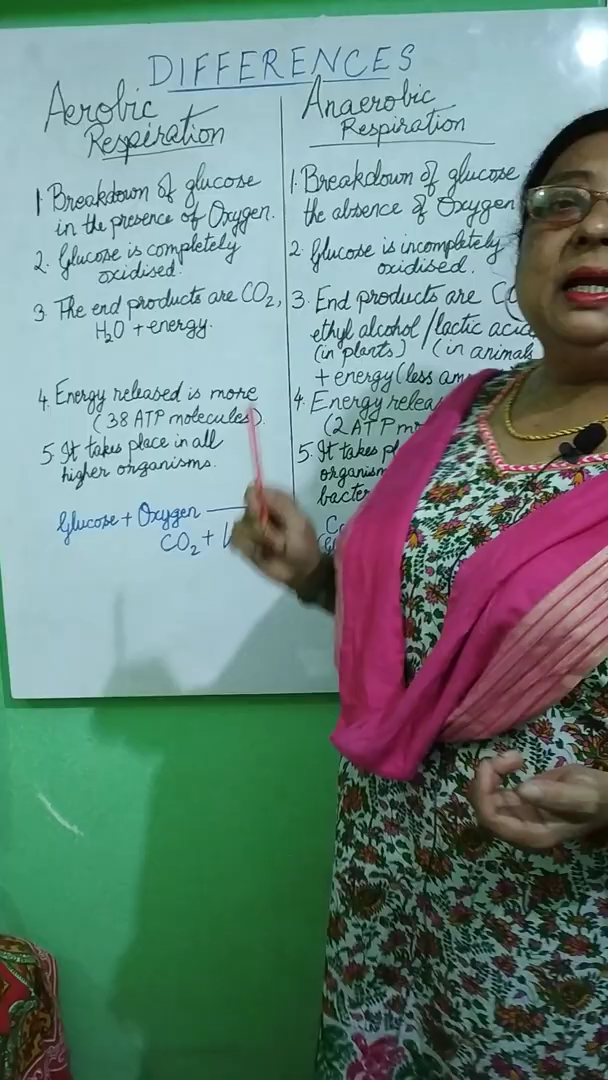 DIFFERENCES
Aerobic
Respiration
1. Breakdown of glucose
in the presence of Oxygen.
2. Glucose is completely
oxidised.
3. The end products are CO2,
H2O + energy.
4. Energy released is more
(38 ATP molecules).
5. It takes place in all
higher organisms.
Glucose + Oxygen
CO2 +
Anaerobic
Respiration
1. Breakdown of glucose
the absence of Oxygen
2. Glucose is incompletely
oxidised.
3. End products are
ethyl alcohol / lactic acid
(in plants) (in animals
+ energy (less
4. Energy
(2 ATP
5. It takes